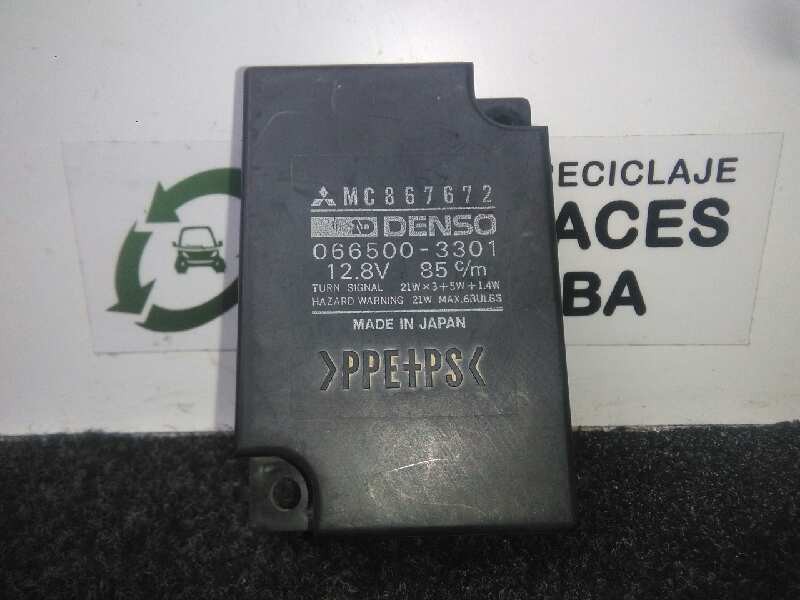 MC867672
DENSO
066500-3301
12.8V 85 c/m
TURN SIGNAL 21W×3+5W+1.4W
HAZARD WARNING 21W MAX.6BULBS
MADE IN JAPAN
>PPE+PS<
RECICLAJE
ACES
BA